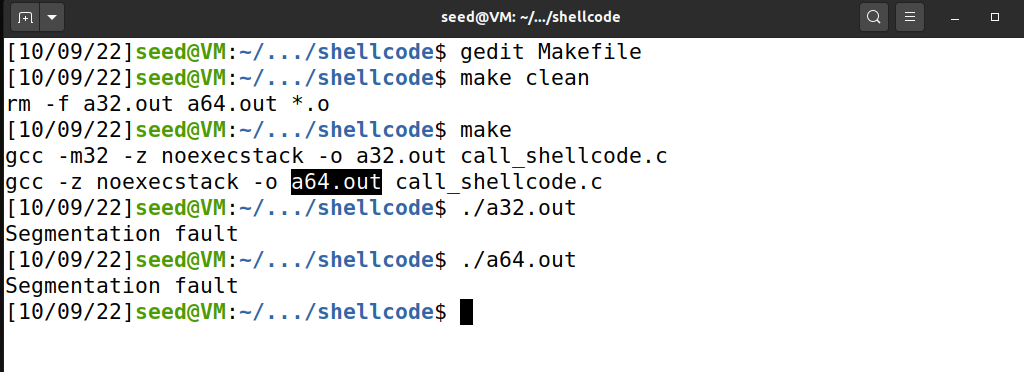 seed@VM: ~/.../shellcode
[10/09/22]seed@VM:~/.../shellcode$ gedit Makefile
[10/09/22]seed@VM:~/.../shellcode$ make clean
rm -f a32.out a64.out *.o
[10/09/22]seed@VM:~/.../shellcode$ make
gcc -m32 -z noexecstack -o a32.out call_shellcode.c
gcc -z noexecstack -o a64.out call_shellcode.c
[10/09/22]seed@VM:~/.../shellcode$ ./a32.out
Segmentation fault
[10/09/22]seed@VM:~/.../shellcode$ ./a64.out
Segmentation fault
[10/09/22]seed@VM:~/.../shellcode$